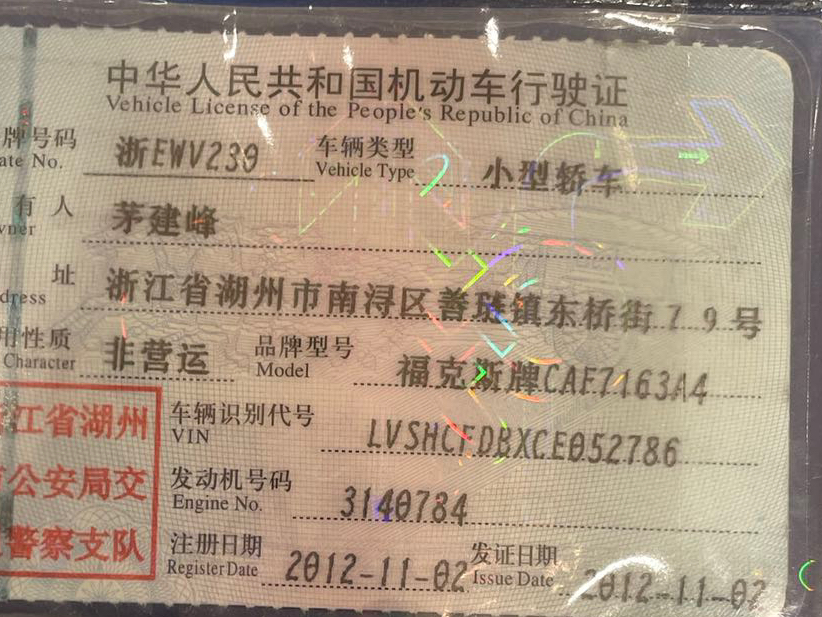 中华人民共和国机动车行驶证
Vehicle License of the People's Republic of China
牌号码 浙EWV239 车辆类型 小型轿车
ate No. Vehicle Type
有人 茅建峰
wner
址 浙江省湖州市南浔区善琏镇东桥街79号
dress
用性质 非营运 品牌型号 福克斯牌CAF7163A4
Character Model
江省湖州
公安局交
警察支队
车辆识别代号 LVSHCFDBXCE052786
VIN
发动机号码 3140784
Engine No.
注册日期 2012-11-02 发证日期 2012-11-02
Register Date Issue Date